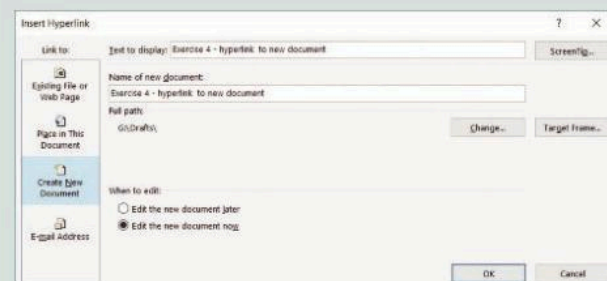 Insert Hyperlink
? ×
Link to:
Text to display: Exercise 4 - hyperlink to new document
ScreenTip...
Existing File or
Web Page
Name of new document:
Exercise 4 - hyperlink to new document
Place in This
Document
Full path:
G:\Drafts\
Change...
Target Frame...
Create New
Document
When to edit:
Edit the new document later
Edit the new document now
E-mail Address
OK
Cancel